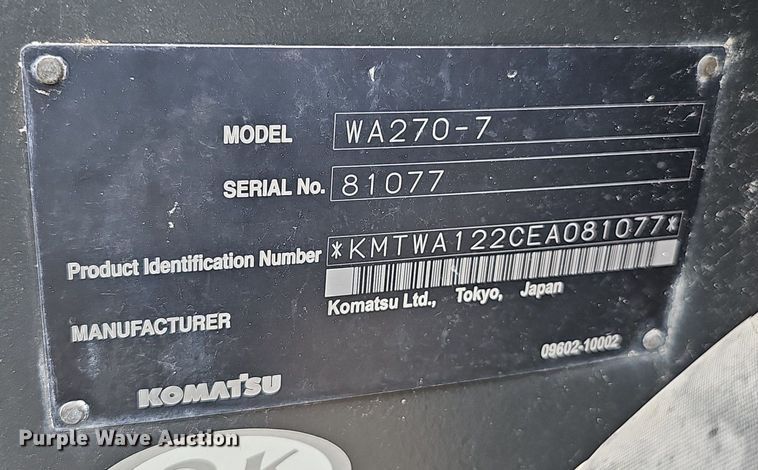 MODEL WA270-7
SERIAL No. 81077
Product Identification Number *KMTWA122CEA081077*
MANUFACTURER Komatsu Ltd., Tokyo, Japan
09602-10002
KOMATSU
Purple Wave Auction